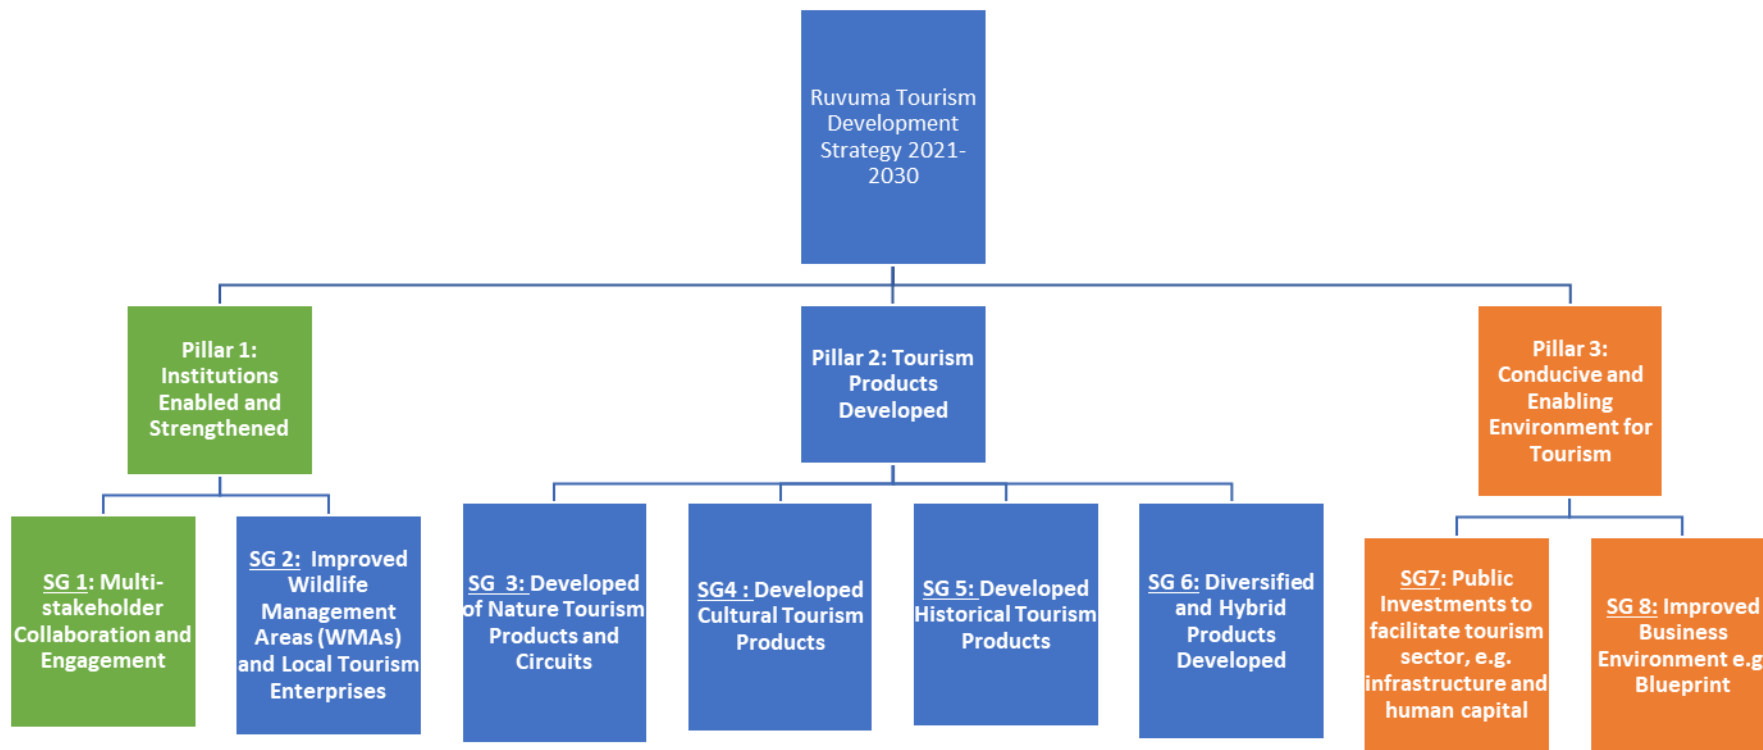 Ruvuma Tourism
Development
Strategy 2021-
2030
Pillar 1:
Institutions
Enabled and
Strengthened
Pillar 2: Tourism
Products
Developed
Pillar 3:
Conducive and
Enabling
Environment for
Tourism
SG 1: Multi-
stakeholder
Collaboration and
Engagement
SG 2: Improved
Wildlife
Management
Areas (WMAs)
and Local Tourism
Enterprises
SG 3: Developed
of Nature Tourism
Products and
Circuits
SG4 : Developed
Cultural Tourism
Products
SG 5: Developed
Historical Tourism
Products
SG 6: Diversified
and Hybrid
Products
Developed
SG7: Public
Investments to
facilitate tourism
sector, e.g.
infrastructure and
human capital
SG 8: Improved
Business
Environment e.g
Blueprint